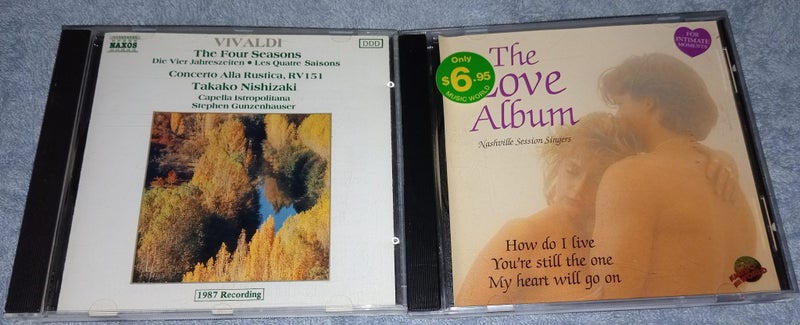 NAXOS
VIVALDI
DDD
The Four Seasons
Die Vier Jahreszeiten • Les Quatre Saisons
Concerto Alla Rustica, RV151
Takako Nishizaki
Capella Istropolitana
Stephen Gunzenhauser
1987 Recording
The
Love
Album
Nashville Session Singers
Only
$6.95
MUSIC WORLD
FOR
INTIMATE
MOMENTS
How do I live
You're still the one
My heart will go on